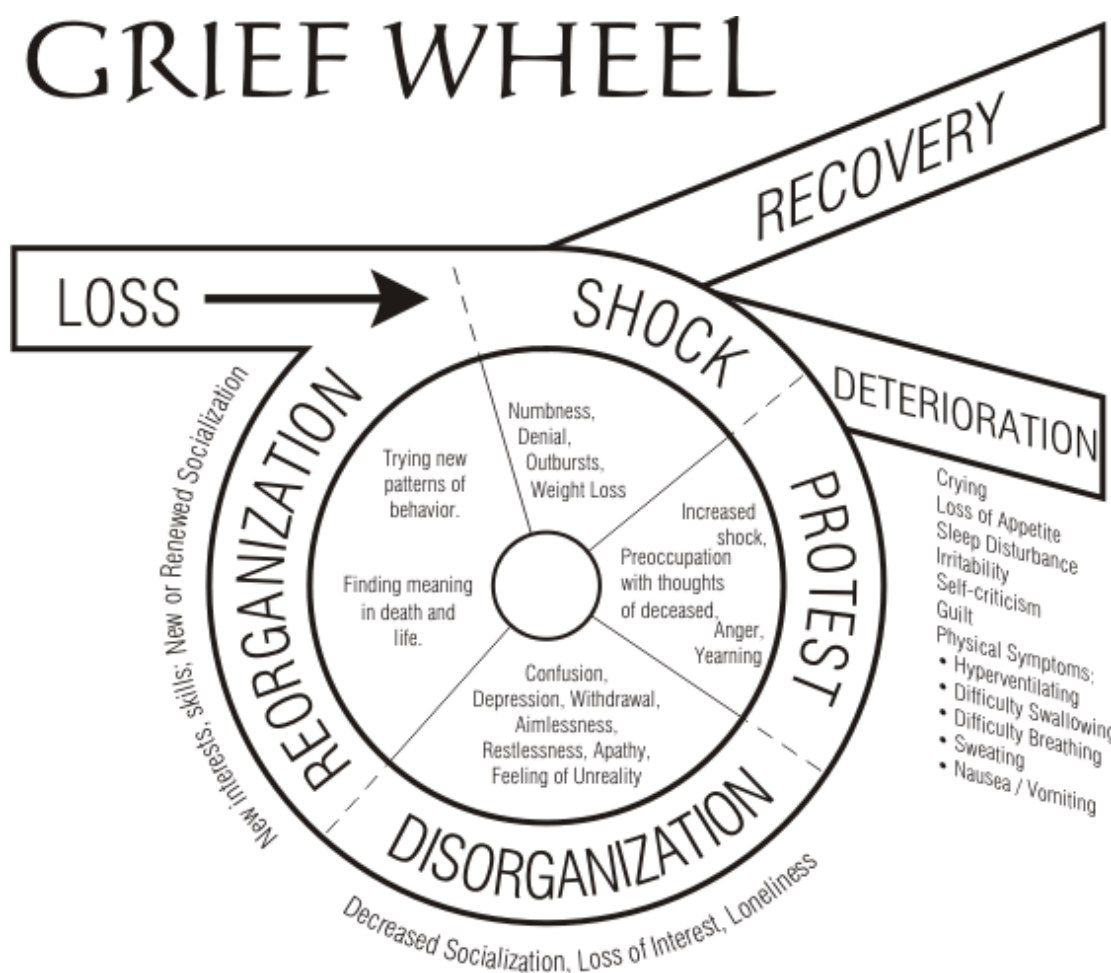 GRIEF WHEEL
RECOVERY
LOSS
SHOCK
DETERIORATION
Crying
Loss of Appetite
Sleep Disturbance
Irritability
Self-criticism
Guilt
Physical Symptoms:
• Hyperventilating
• Difficulty Swallowing
• Difficulty Breathing
• Sweating
• Nausea / Vomiting
PROTEST
DISORGANIZATION
REORGANIZATION
Numbness,
Denial,
Outbursts,
Weight Loss
Increased
shock,
Preoccupation
with thoughts
of deceased,
Anger,
Yearning
Confusion,
Depression, Withdrawal,
Aimlessness,
Restlessness, Apathy,
Feeling of Unreality
Trying new
patterns of
behavior.
Finding meaning
in death and
life.
Decreased Socialization, Loss of Interest, Loneliness
New interests, skills; New or Renewed Socialization